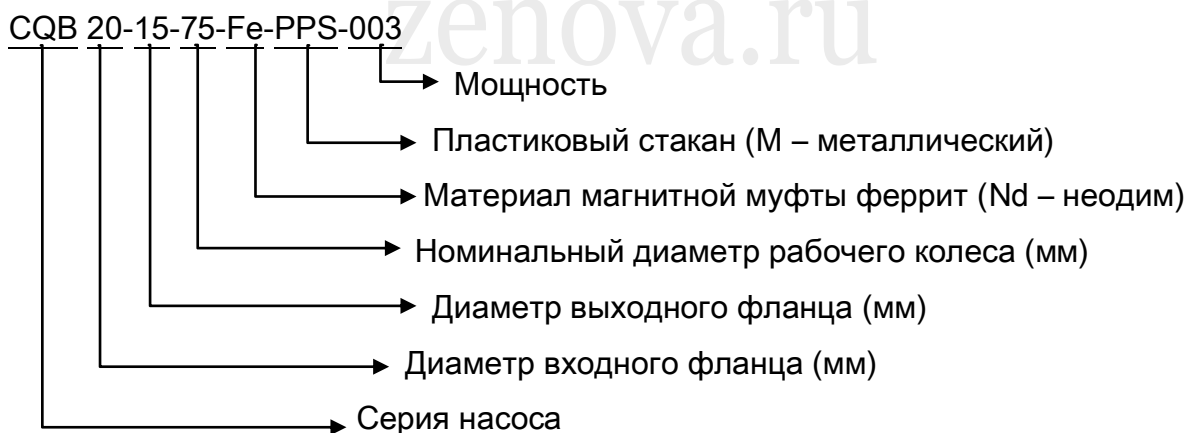 zenova.ru
CQB 20-15-75-Fe-PPS-003
Мощность
Пластиковый стакан (М – металлический)
Материал магнитной муфты феррит (Nd – неодим)
Номинальный диаметр рабочего колеса (мм)
Диаметр выходного фланца (мм)
Диаметр входного фланца (мм)
Серия насоса